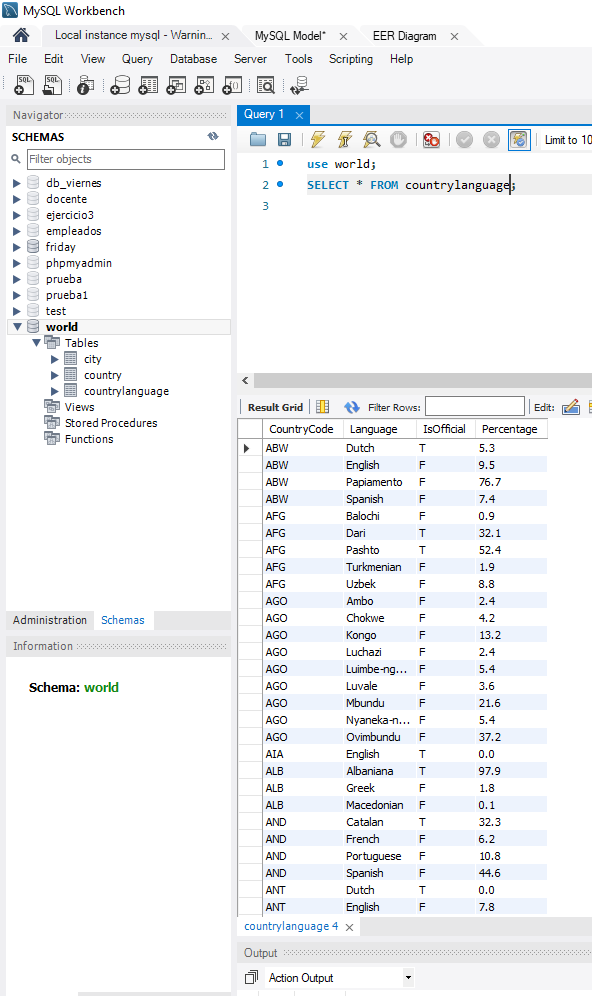 MySQL Workbench
Local instance mysql - Warnin... MySQL Model* EER Diagram
File Edit View Query Database Server Tools Scripting Help
Navigator
SCHEMAS
Filter objects
db_viernes
docente
ejercicio3
empleados
friday
phpmyadmin
prueba
prueba1
test
world
Tables
city
country
countrylanguage
Views
Stored Procedures
Functions
Administration Schemas
Information
Schema: world
Query 1
Limit to 10
1 use world;
2 SELECT * FROM countrylanguage;
3
Result Grid Filter Rows: Edit:
CountryCode Language IsOfficial Percentage
ABW Dutch T 5.3
ABW English F 9.5
ABW Papiamento F 76.7
ABW Spanish F 7.4
AFG Balochi F 0.9
AFG Dari T 32.1
AFG Pashto T 52.4
AFG Turkmenian F 1.9
AFG Uzbek F 8.8
AGO Ambo F 2.4
AGO Chokwe F 4.2
AGO Kongo F 13.2
AGO Luchazi F 2.4
AGO Luimbe-ng... F 5.4
AGO Luvale F 3.6
AGO Mbundu F 21.6
AGO Nyaneka-n... F 5.4
AGO Ovimbundu F 37.2
AIA English T 0.0
ALB Albaniana T 97.9
ALB Greek F 1.8
ALB Macedonian F 0.1
AND Catalan T 32.3
AND French F 6.2
AND Portuguese F 10.8
AND Spanish F 44.6
ANT Dutch T 0.0
ANT English F 7.8
countrylanguage 4
Output
Action Output